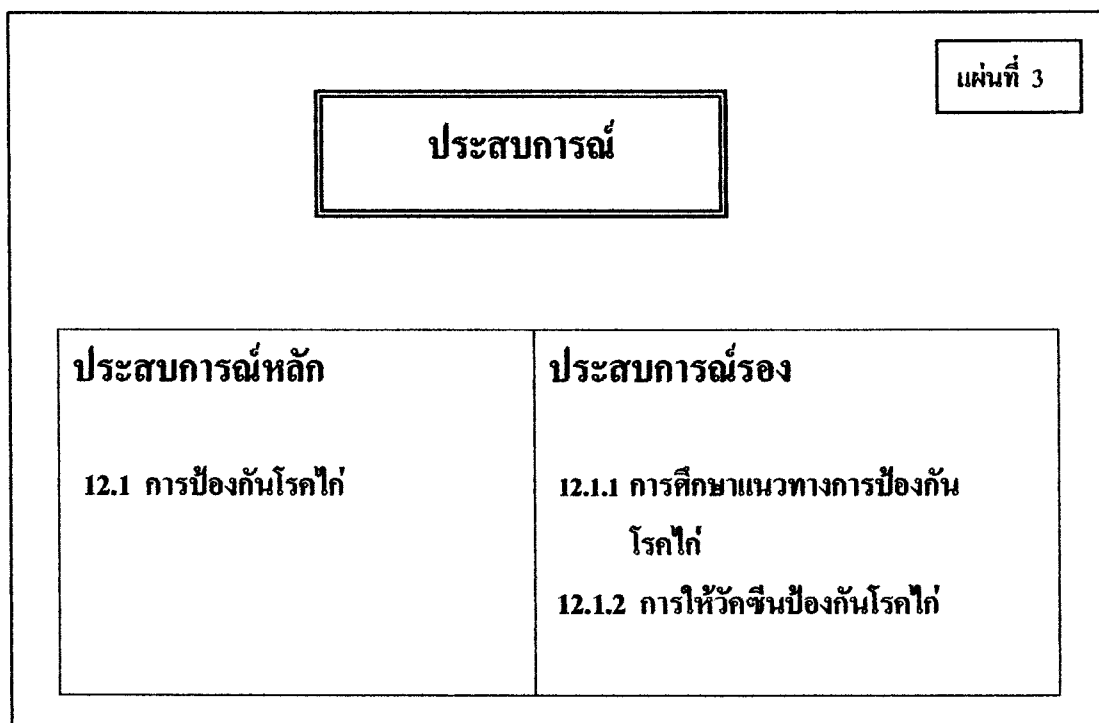 แผ่นที่ 3
ประสบการณ์
ประสบการณ์หลัก
12.1 การป้องกันโรคไก่
ประสบการณ์รอง
12.1.1 การศึกษาแนวทางการป้องกัน
โรคไก่
12.1.2 การให้วัคซีนป้องกันโรคไก่